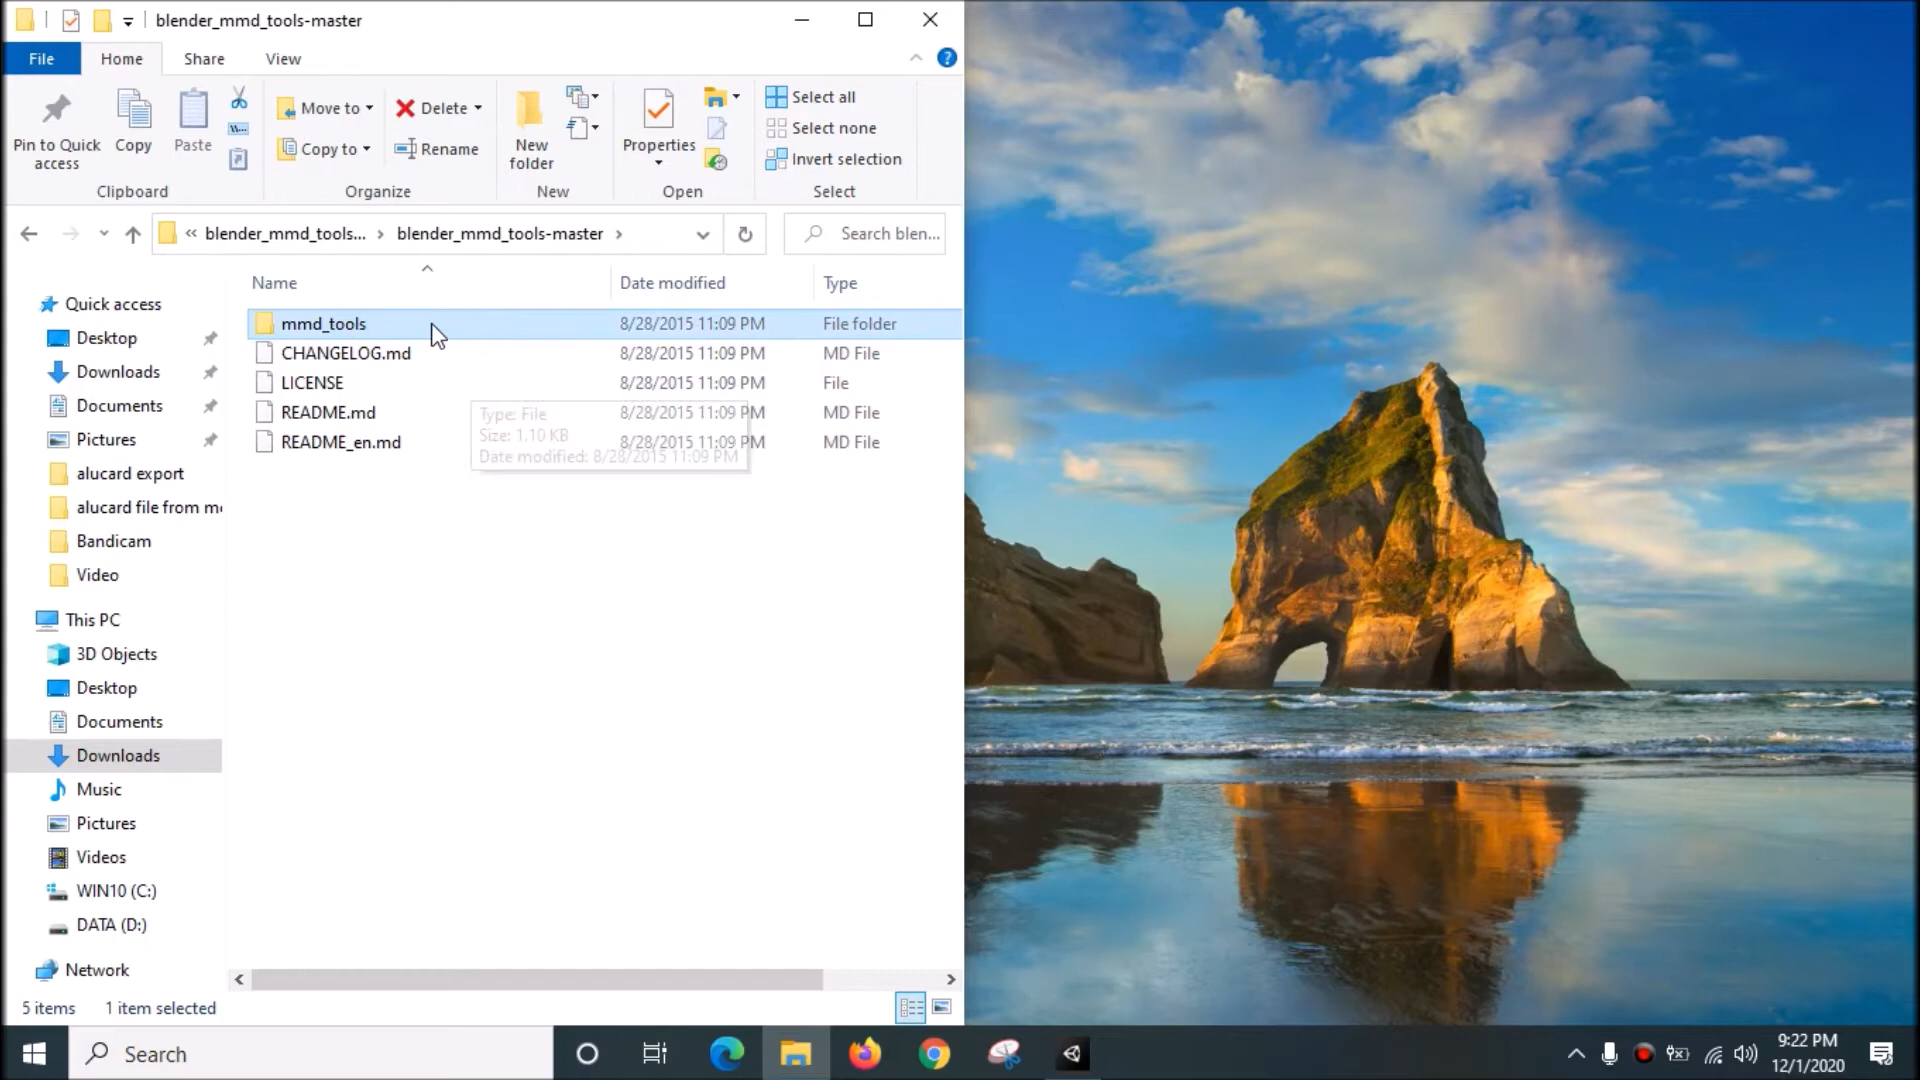 blender_mmd_tools-master
File
Home
Share
View
Pin to Quick access
Copy
Paste
Clipboard
Move to
Copy to
Delete
Rename
Organize
New folder
New
Properties
Open
Select all
Select none
Invert selection
Select
« blender_mmd_tools... › blender_mmd_tools-master ›
Search blen...
Name
Date modified
Type
mmd_tools 8/28/2015 11:09 PM File folder
CHANGELOG.md 8/28/2015 11:09 PM MD File
LICENSE 8/28/2015 11:09 PM File
README.md 8/28/2015 11:09 PM MD File
README_en.md 8/28/2015 11:09 PM MD File
Type: File
Size: 1.10 KB
Date modified: 8/28/2015 11:09 PM
Quick access
Desktop
Downloads
Documents
Pictures
alucard export
alucard file from m
Bandicam
Video
This PC
3D Objects
Desktop
Documents
Downloads
Music
Pictures
Videos
WIN10 (C:)
DATA (D:)
Network
5 items 1 item selected
Search
9:22 PM
12/1/2020